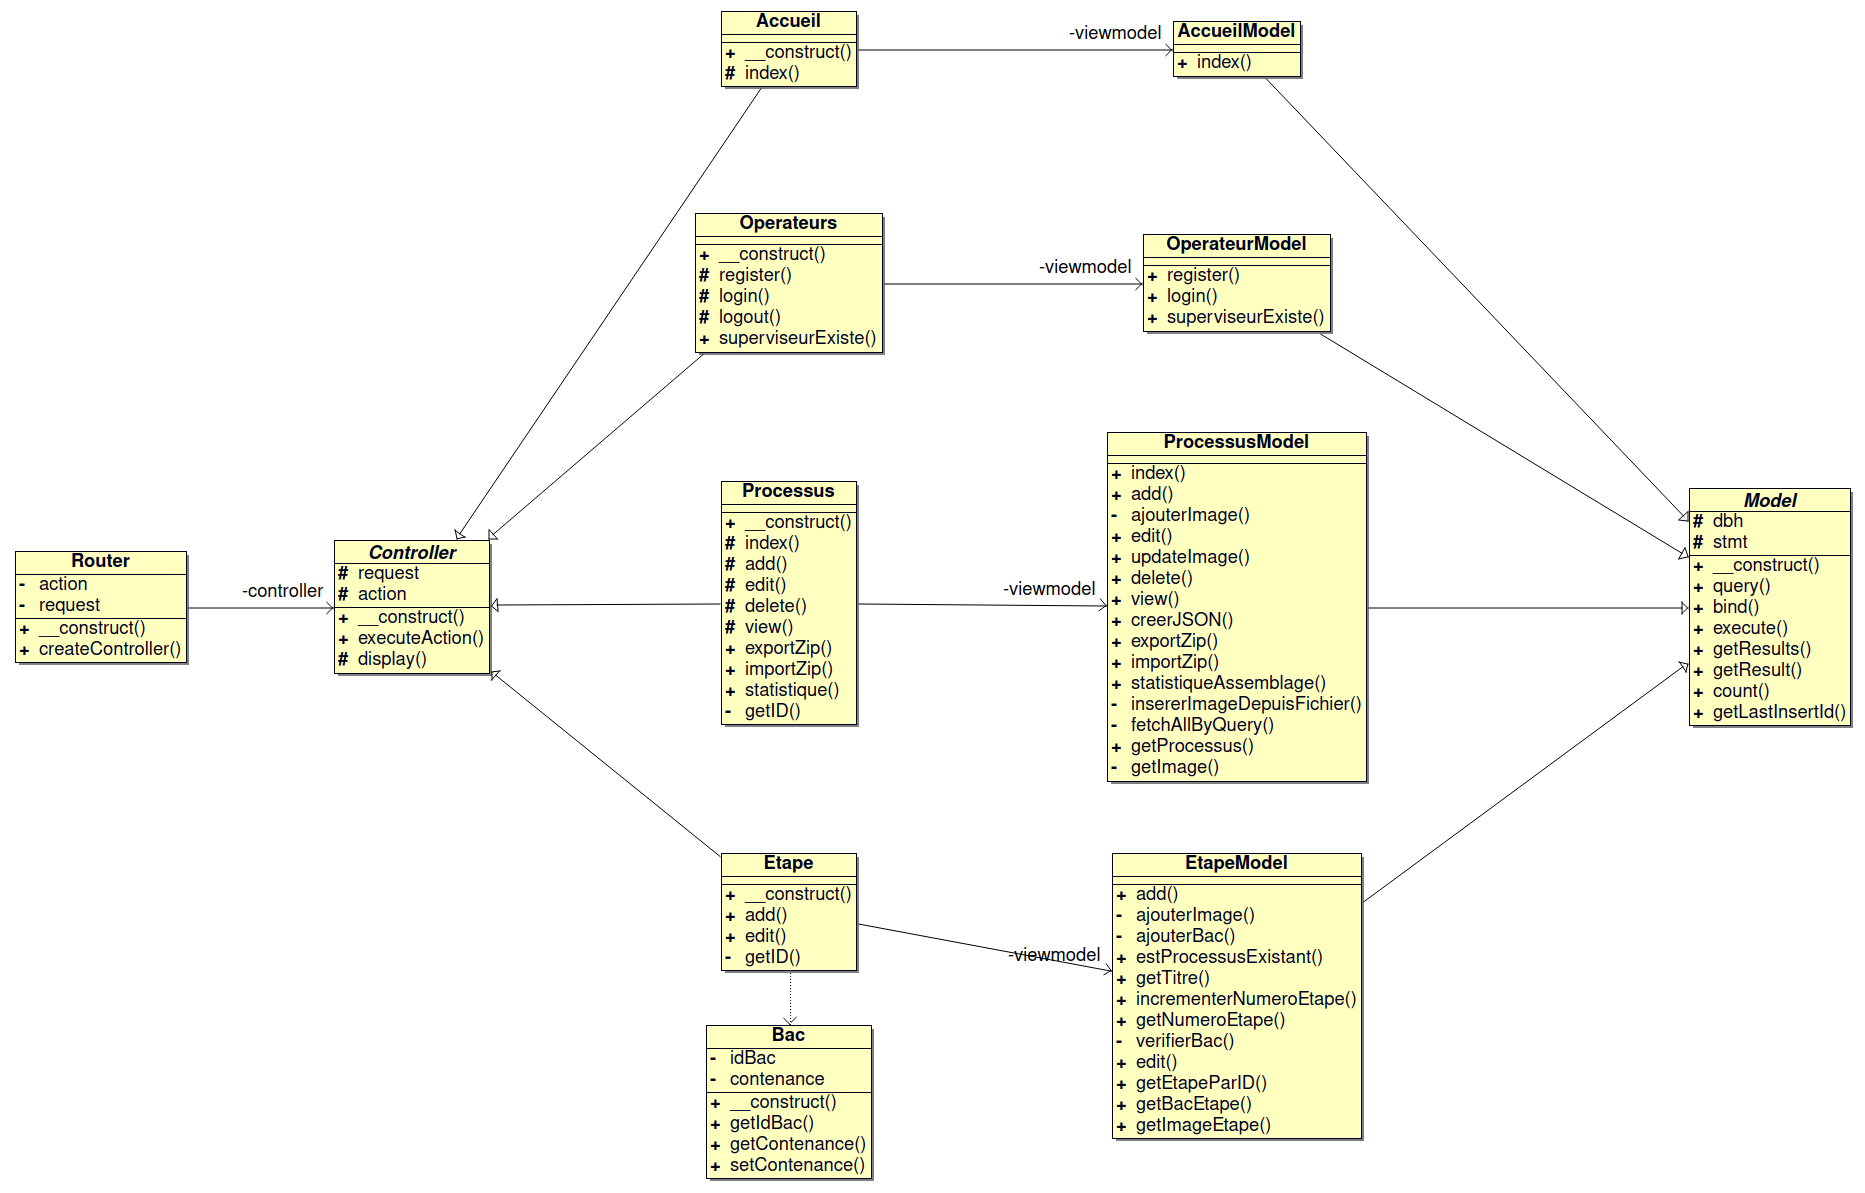 Accueil
+ __construct()
# index()
-viewmodel
AccueilModel
+ index()
Operateurs
+ __construct()
# register()
# login()
# logout()
+ superviseurExiste()
-viewmodel
OperateurModel
+ register()
+ login()
+ superviseurExiste()
Router
- action
- request
+ __construct()
+ createController()
-controller
Controller
# request
# action
+ __construct()
+ executeAction()
# display()
Processus
+ __construct()
# index()
# add()
# edit()
# delete()
# view()
+ exportZip()
+ importZip()
+ statistique()
- getID()
-viewmodel
ProcessusModel
+ index()
+ add()
- ajouterImage()
+ edit()
+ updateImage()
+ delete()
+ view()
+ creerJSON()
+ exportZip()
+ importZip()
+ statistiqueAssemblage()
- insererImageDepuisFichier()
- fetchAllByQuery()
+ getProcessus()
- getImage()
Model
# dbh
# stmt
+ __construct()
+ query()
+ bind()
+ execute()
+ getResults()
+ getResult()
+ count()
+ getLastInsertId()
Etape
+ __construct()
+ add()
+ edit()
- getID()
-viewmodel
EtapeModel
+ add()
- ajouterImage()
- ajouterBac()
+ estProcessusExistant()
+ getTitre()
+ incrementerNumeroEtape()
+ getNumeroEtape()
- verifierBac()
+ edit()
+ getEtapeParID()
+ getBacEtape()
+ getImageEtape()
Bac
- idBac
- contenance
+ __construct()
+ getIdBac()
+ getContenance()
+ setContenance()